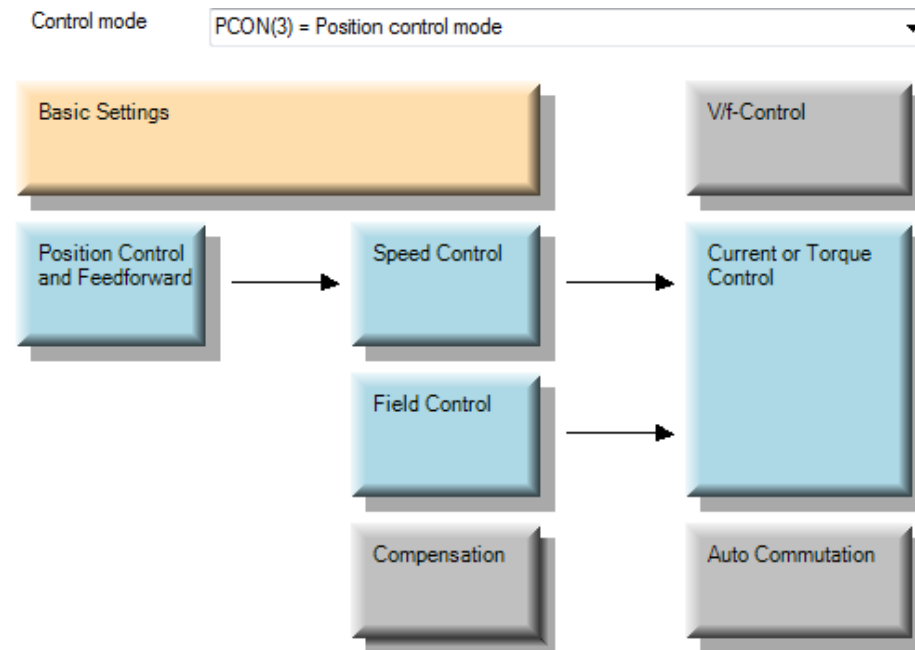 Control mode
PCON(3) = Position control mode
Basic Settings
V/f-Control
Position Control
and Feedforward
Speed Control
Current or Torque
Control
Field Control
Compensation
Auto Commutation